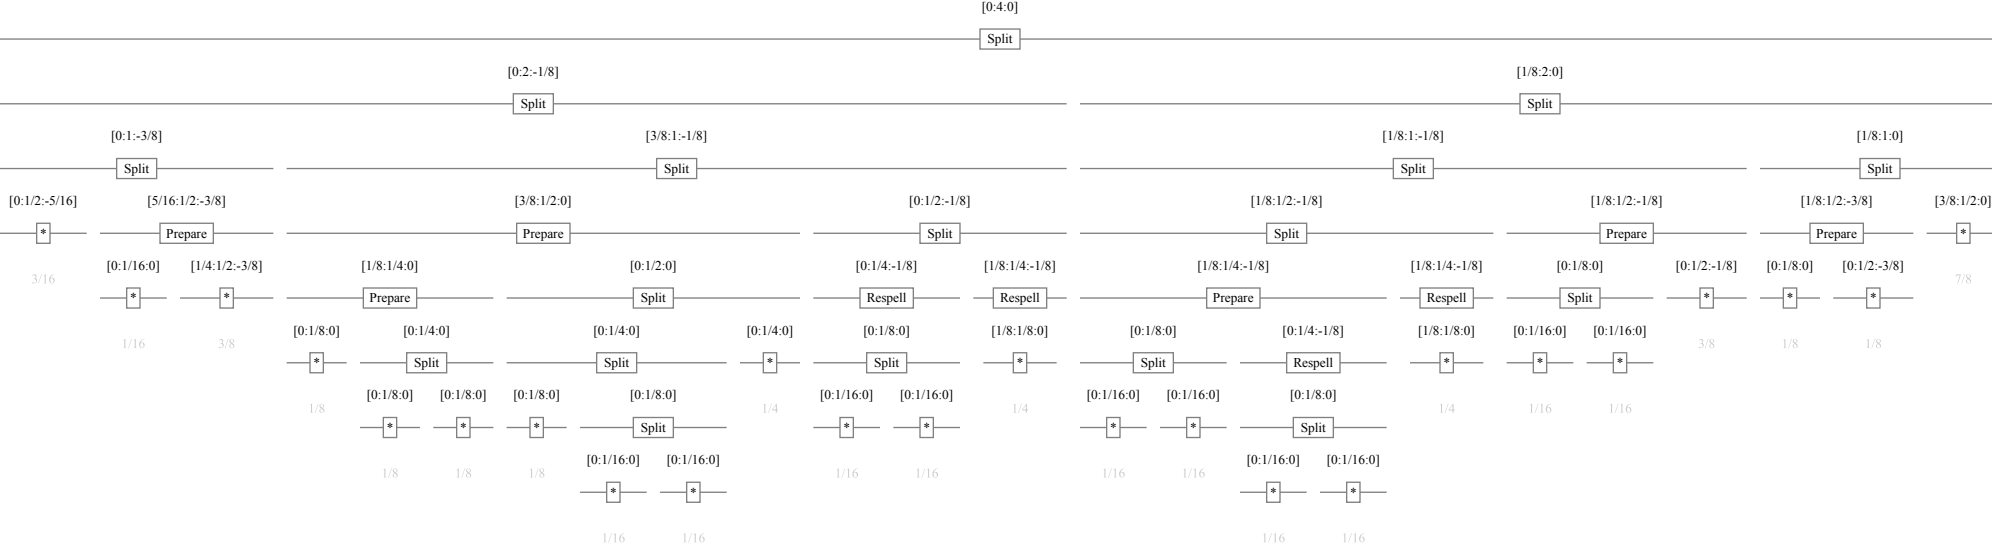 [0:4:0]
Split
[0:2:-1/8] [1/8:2:0]
Split Split
[0:1:-3/8] [3/8:1:-1/8] [1/8:1:-1/8] [1/8:1:0]
Split Split Split Split
[0:1/2:-5/16] [5/16:1/2:-3/8] [3/8:1/2:0] [0:1/2:-1/8] [1/8:1/2:-1/8] [1/8:1/2:-1/8] [1/8:1/2:-3/8] [3/8:1/2:0]
* Prepare Prepare Split Split Prepare Prepare *
3/16 [0:1/16:0] [1/4:1/2:-3/8] [1/8:1/4:0] [0:1/2:0] [0:1/4:-1/8] [1/8:1/4:-1/8] [1/8:1/4:-1/8] [1/8:1/4:-1/8] [0:1/8:0] [0:1/2:-1/8] [0:1/8:0] [0:1/2:-3/8] 7/8
* * Prepare Split Respell Respell Prepare Respell Split * * *
1/16 3/8 [0:1/8:0] [0:1/4:0] [0:1/4:0] [0:1/4:0] [0:1/8:0] [1/8:1/8:0] [0:1/8:0] [0:1/4:-1/8] [1/8:1/8:0] [0:1/16:0] [0:1/16:0] 3/8 1/8 1/8
* Split Split * Split * Split Respell * * *
1/8 [0:1/8:0] [0:1/8:0] [0:1/8:0] [0:1/8:0] 1/4 [0:1/16:0] [0:1/16:0] 1/4 [0:1/16:0] [0:1/16:0] [0:1/8:0] 1/4 1/16 1/16
* * * Split * * * * Split
1/8 1/8 1/8 [0:1/16:0] [0:1/16:0] 1/16 1/16 1/16 1/16 [0:1/16:0] [0:1/16:0]
* * * *
1/16 1/16 1/16 1/16